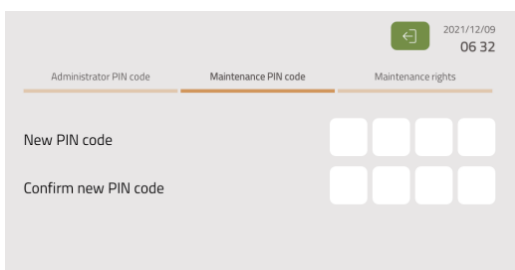 2021/12/09
06 32
Administrator PIN code
Maintenance PIN code
Maintenance rights
New PIN code
Confirm new PIN code